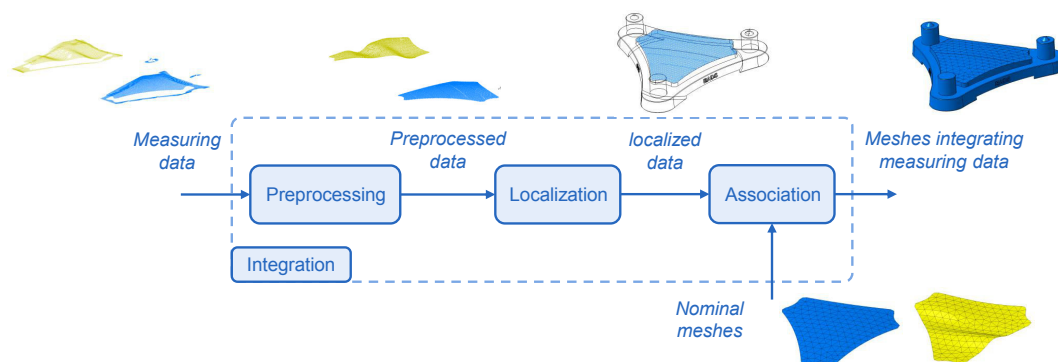 Measuring
data
Preprocessed
data
localized
data
Meshes integrating
measuring data
Preprocessing
Localization
Association
Integration
Nominal
meshes